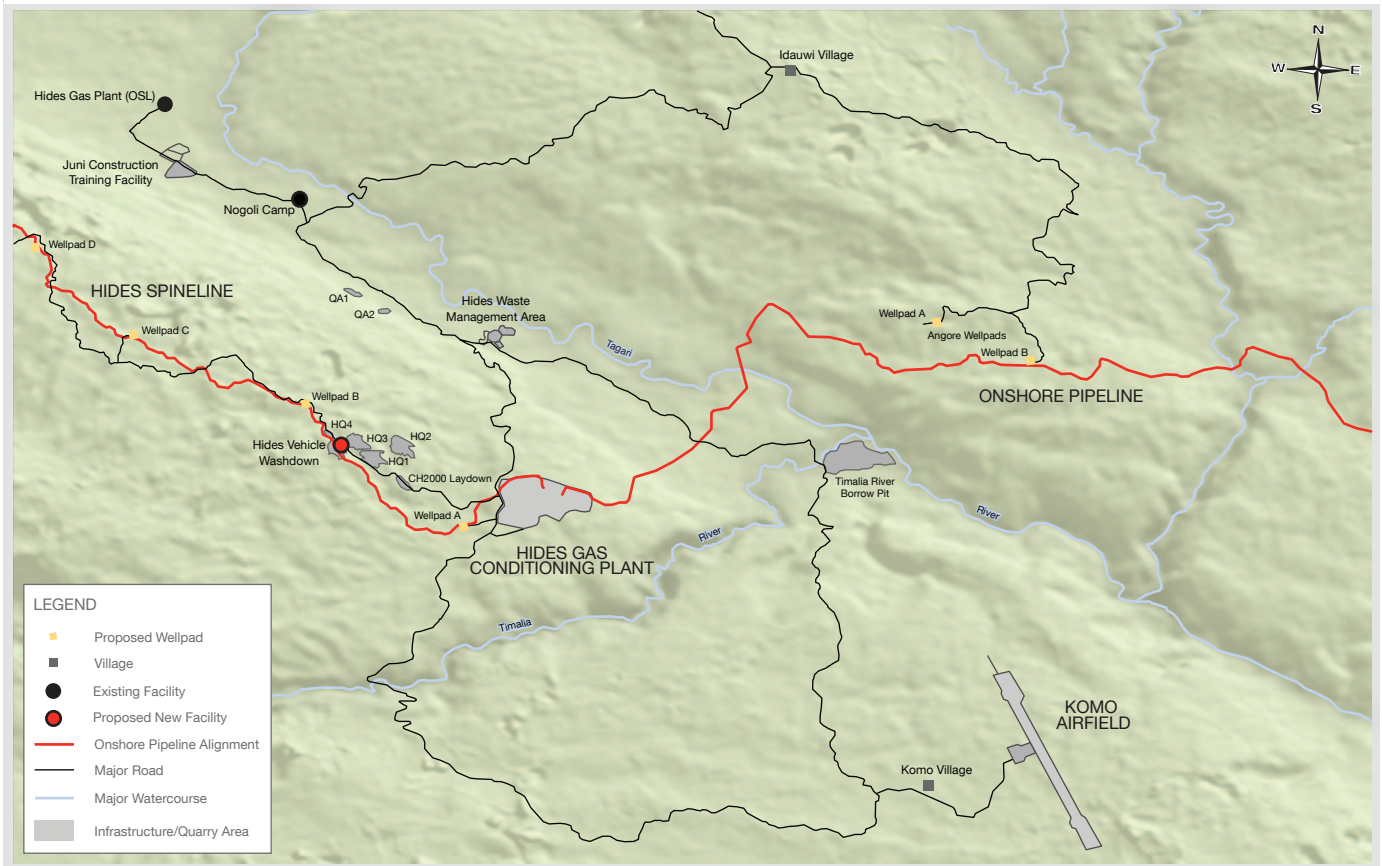 N
W
E
S
Idauwi Village
Hides Gas Plant (OSL)
Juni Construction
Training Facility
Nogoli Camp
Wellpad D
HIDES SPINELINE
QA1
QA2
Hides Waste
Management Area
Wellpad C
Tagari
Wellpad A
Angore Wellpads
Wellpad B
ONSHORE PIPELINE
Wellpad B
HQ4
HQ3
HQ2
Hides Vehicle
Washdown
HQ1
CH2000 Laydown
Timalia River
Borrow Pit
Wellpad A
River
River
HIDES GAS
CONDITIONING PLANT
Timalia
KOMO
AIRFIELD
Komo Village
LEGEND
Proposed Wellpad
Village
Existing Facility
Proposed New Facility
Onshore Pipeline Alignment
Major Road
Major Watercourse
Infrastructure/Quarry Area